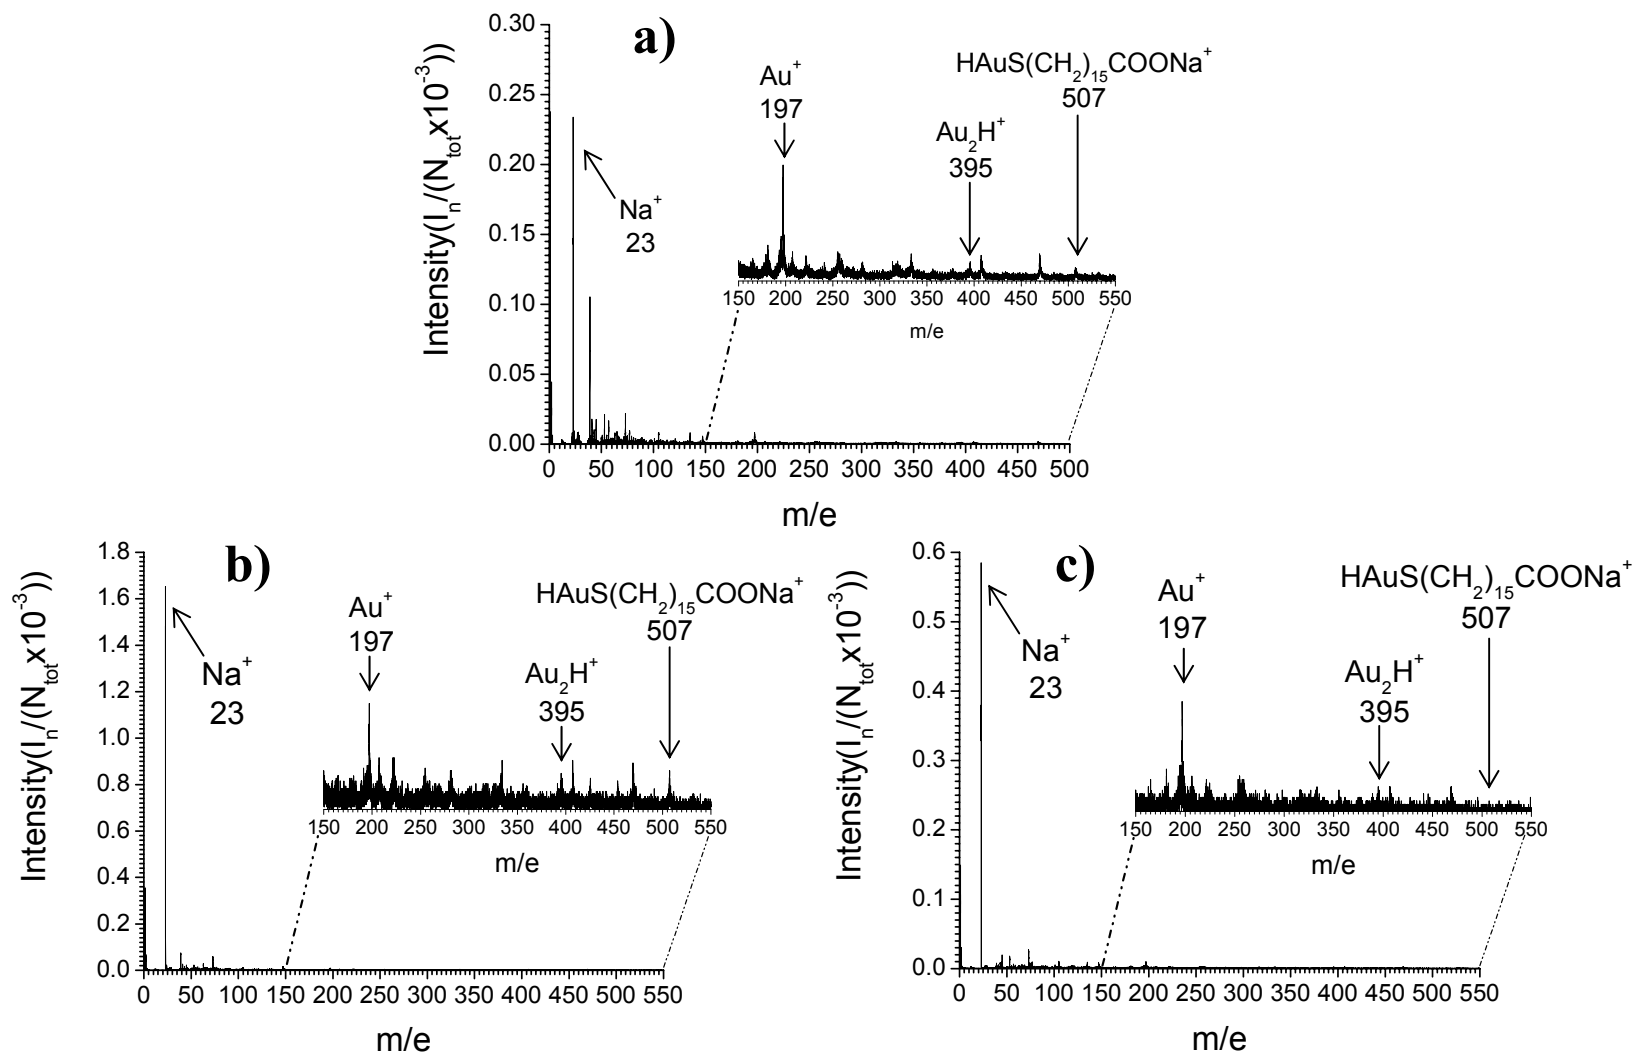 a)
Intensity(Iₙ/(Nₜₒₜx10⁻³))
0.30
0.25
0.20
0.15
0.10
0.05
0.00
Na⁺
23
Au⁺
197
Au₂H⁺
395
HAuS(CH₂)₁₅COONa⁺
507
150 200 250 300 350 400 450 500 550
m/e
0 50 100 150 200 250 300 350 400 450 500
m/e
b)
Intensity(Iₙ/(Nₜₒₜx10⁻³))
1.8
1.6
1.4
1.2
1.0
0.8
0.6
0.4
0.2
0.0
Na⁺
23
Au⁺
197
Au₂H⁺
395
HAuS(CH₂)₁₅COONa⁺
507
150 200 250 300 350 400 450 500 550
m/e
0 50 100 150 200 250 300 350 400 450 500 550
m/e
c)
Intensity(Iₙ/(Nₜₒₜx10⁻³))
0.6
0.5
0.4
0.3
0.2
0.1
0.0
Na⁺
23
Au⁺
197
Au₂H⁺
395
HAuS(CH₂)₁₅COONa⁺
507
150 200 250 300 350 400 450 500 550
m/e
0 50 100 150 200 250 300 350 400 450 500 550
m/e